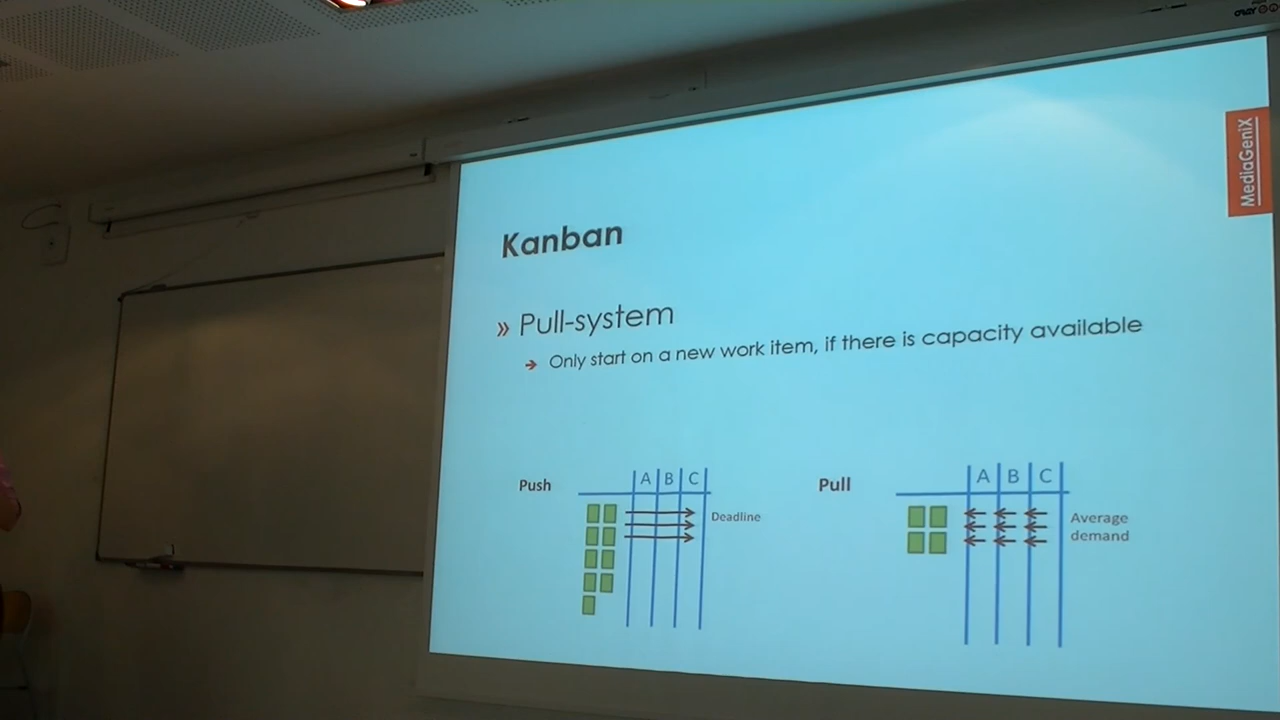 MediaGeniX
Kanban
» Pull-system
→ Only start on a new work item, if there is capacity available
Push
A B C
Deadline
Pull
A B C
Average
demand